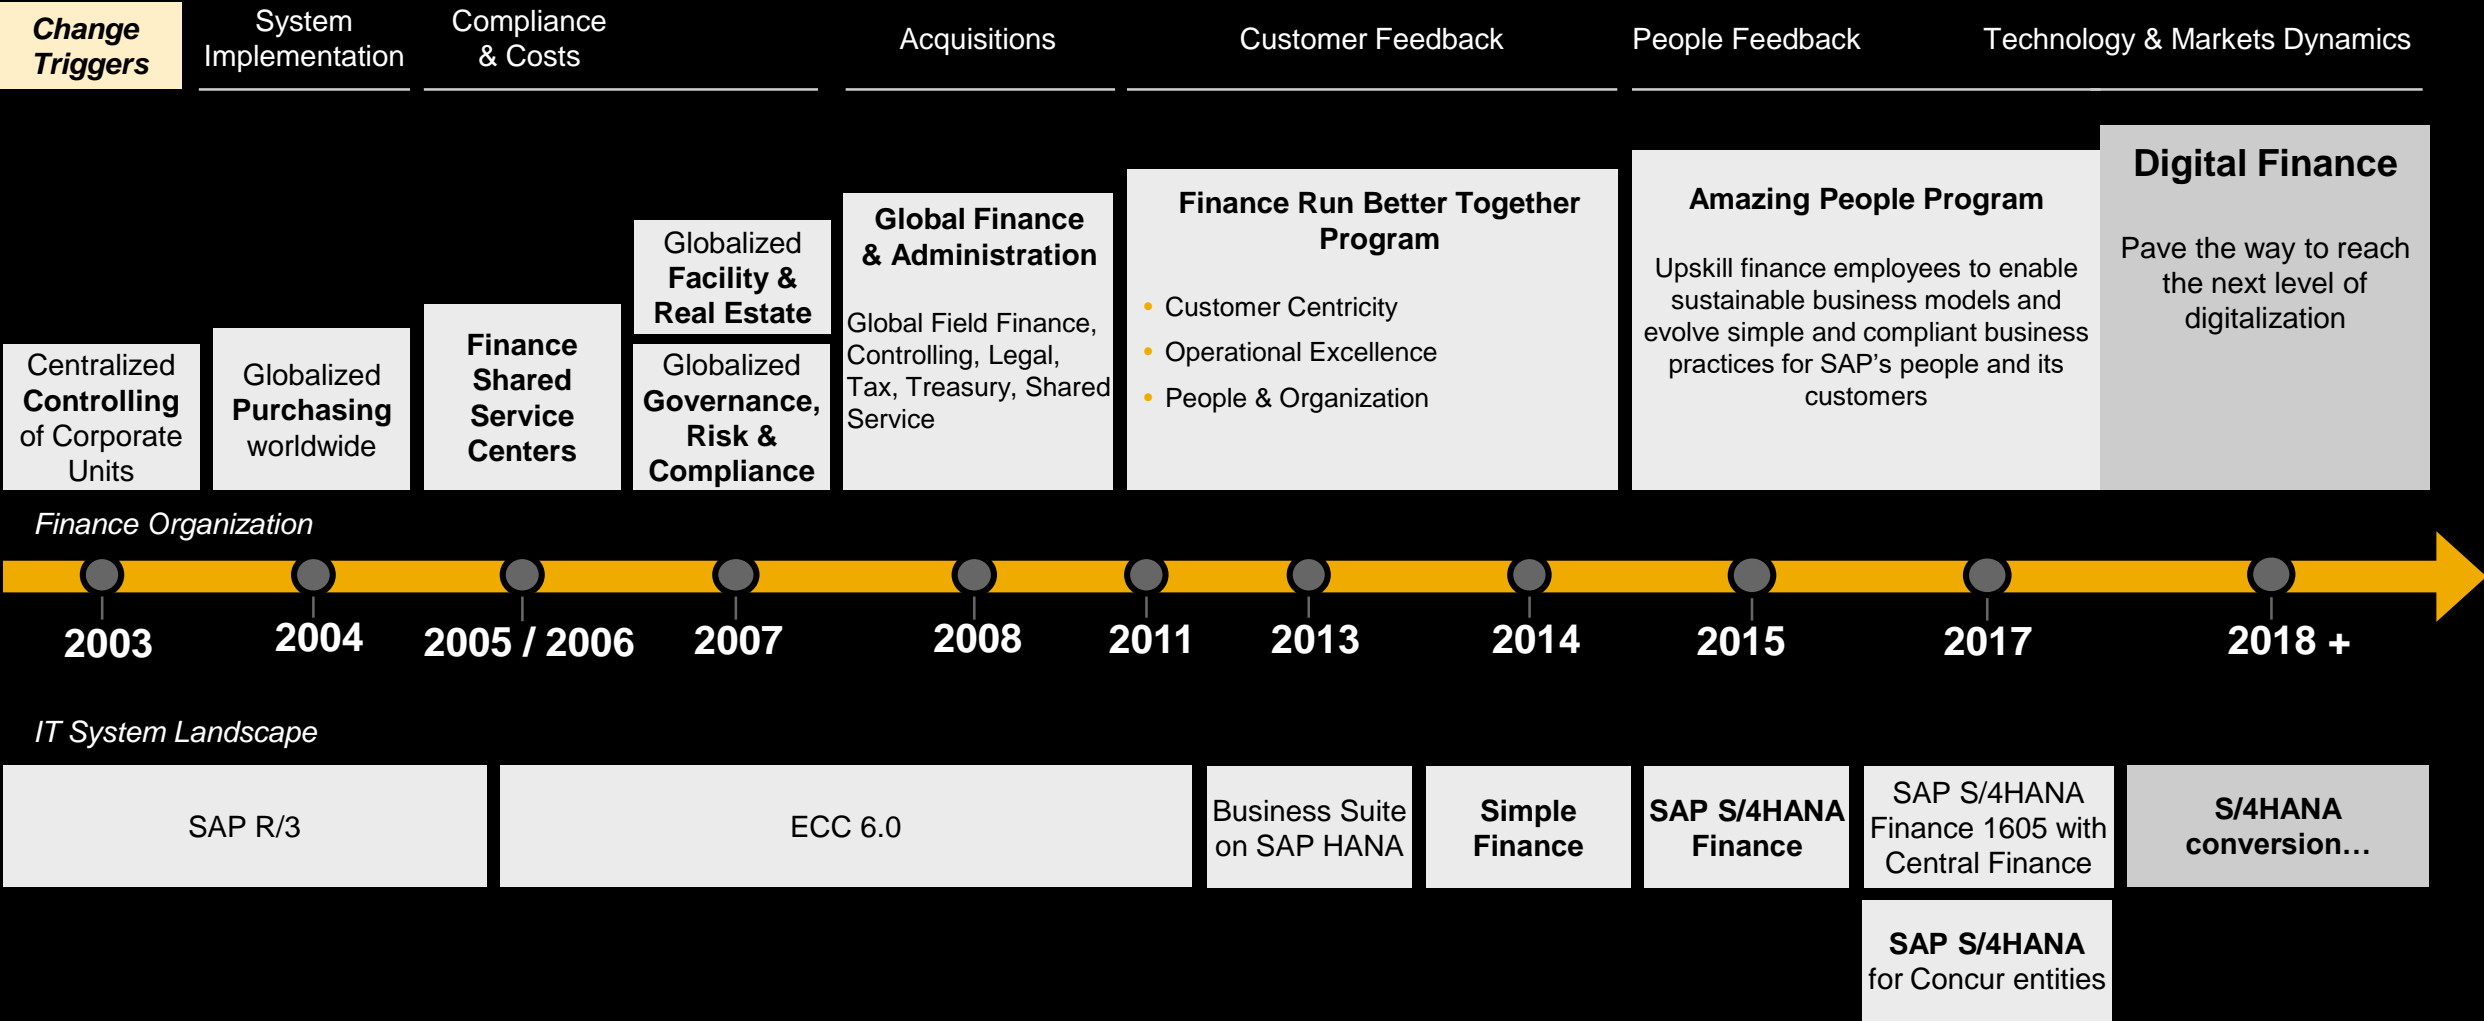 Change
Triggers
System
Implementation
Compliance
& Costs
Acquisitions
Customer Feedback
People Feedback
Technology & Markets Dynamics
Centralized
Controlling
of Corporate
Units
Globalized
Purchasing
worldwide
Finance
Shared
Service
Centers
Globalized
Facility &
Real Estate
Globalized
Governance,
Risk &
Compliance
Global Finance
& Administration
Global Field Finance,
Controlling, Legal,
Tax, Treasury, Shared
Service
Finance Run Better Together
Program
• Customer Centricity
• Operational Excellence
• People & Organization
Amazing People Program
Upskill finance employees to enable
sustainable business models and
evolve simple and compliant business
practices for SAP's people and its
customers
Digital Finance
Pave the way to reach
the next level of
digitalization
Finance Organization
2003
2004
2005 / 2006
2007
2008
2011
2013
2014
2015
2017
2018 +
IT System Landscape
SAP R/3
ECC 6.0
Business Suite
on SAP HANA
Simple
Finance
SAP S/4HANA
Finance
SAP S/4HANA
Finance 1605 with
Central Finance
S/4HANA
conversion…
SAP S/4HANA
for Concur entities